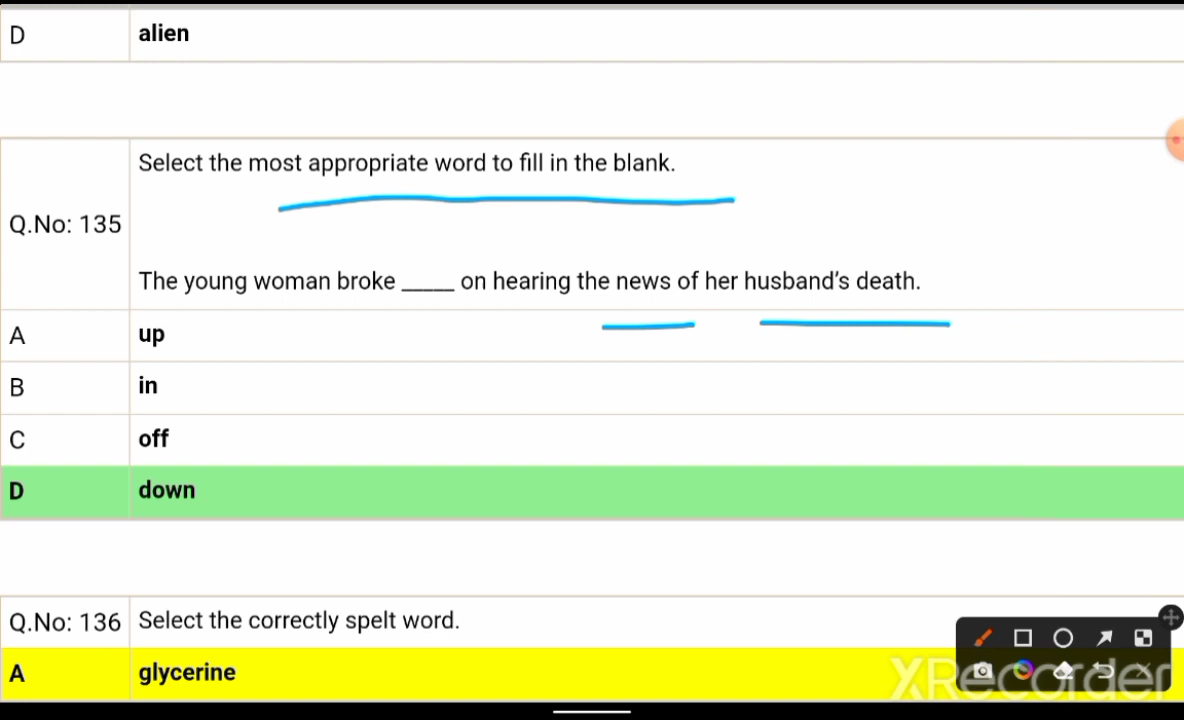 D alien
Select the most appropriate word to fill in the blank.
Q.No: 135
The young woman broke _____ on hearing the news of her husband's death.
A up
B in
C off
D down
Q.No: 136 Select the correctly spelt word.
A glycerine
XRecorder